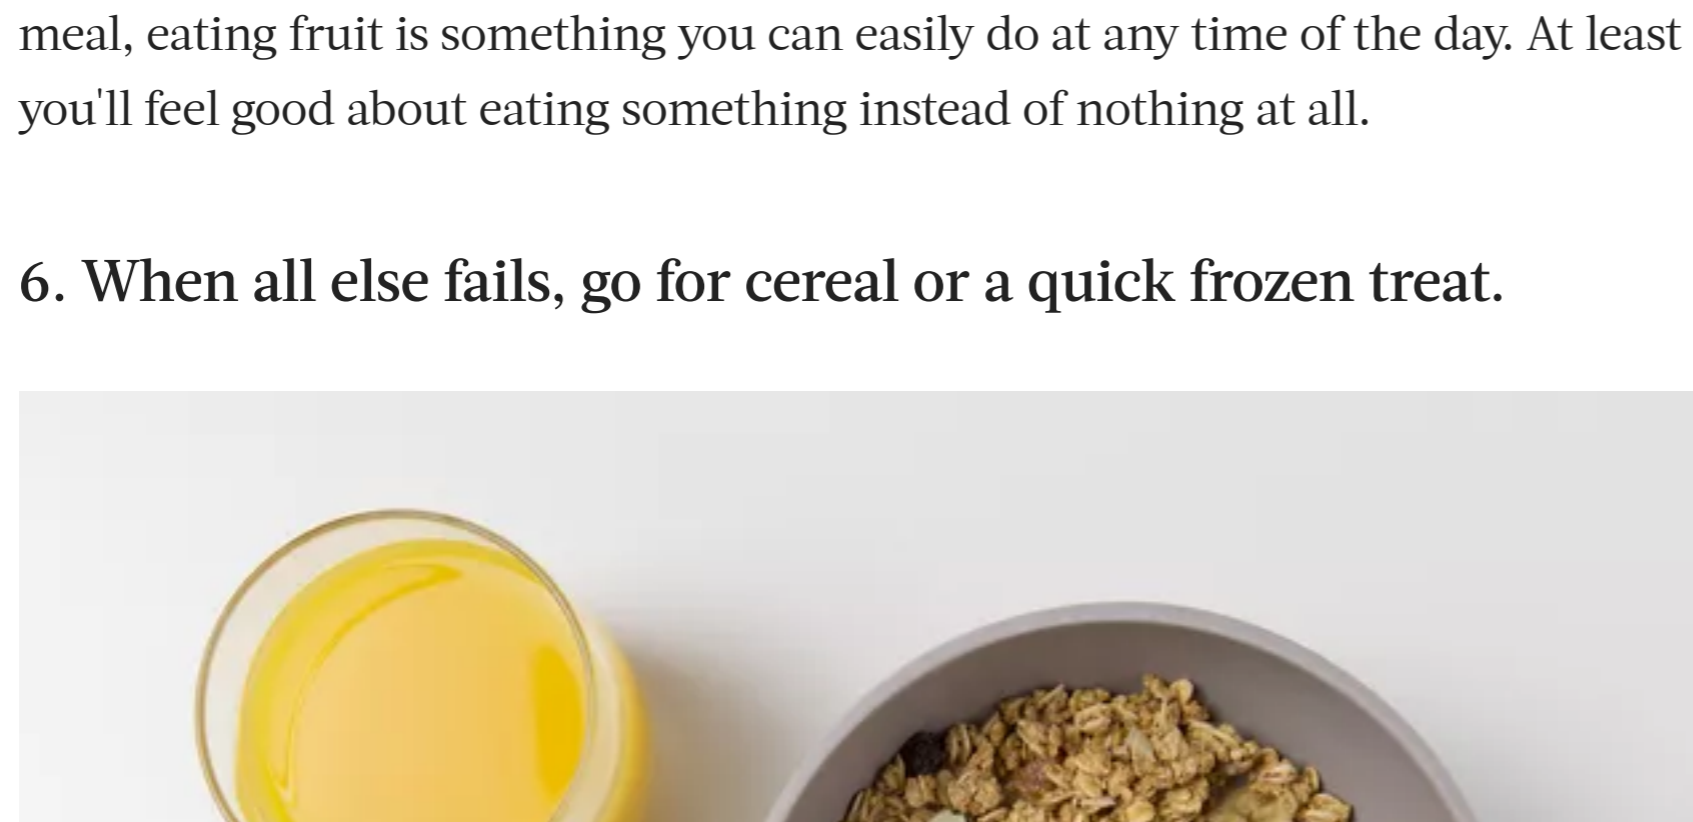 meal, eating fruit is something you can easily do at any time of the day. At least
you'll feel good about eating something instead of nothing at all.
6. When all else fails, go for cereal or a quick frozen treat.